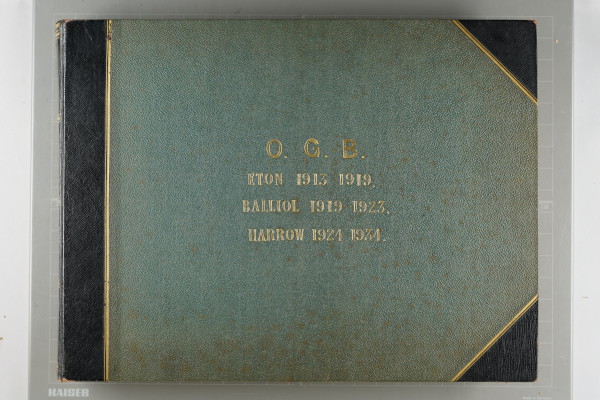 O. G. B.
ETON 1913 1919.
BALLIOL 1919 1923.
HARROW 1924 1934.
KAISER